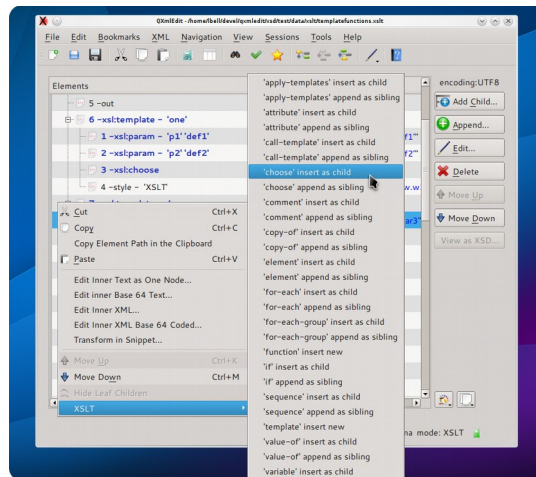 QXmlEdit - /home/bell/devel/qxmledit/xsd/test/data/xslt/templatefunctions.xslt
File Edit Bookmarks XML Navigation View Sessions Tools Help
Elements
5 -out
6 -xsl:template - 'one'
1 -xsl:param - 'p1''def1'
2 -xsl:param - 'p2''def2'
3 -xsl:choose
4 -style - 'XSLT'
Cut Ctrl+X
Copy Ctrl+C
Copy Element Path in the Clipboard
Paste Ctrl+V
Edit Inner Text as One Node...
Edit inner Base 64 Text...
Edit Inner XML...
Edit Inner XML Base 64 Coded...
Transform in Snippet...
Move Up Ctrl+K
Move Down Ctrl+M
Hide Leaf Children
XSLT
'apply-templates' insert as child
'apply-templates' append as sibling
'attribute' insert as child
'attribute' append as sibling
'call-template' insert as child
'call-template' append as sibling
'choose' insert as child
'choose' append as sibling
'comment' insert as child
'comment' append as sibling
'copy-of' insert as child
'copy-of' append as sibling
'element' insert as child
'element' append as sibling
'for-each' insert as child
'for-each' append as sibling
'for-each-group' insert as child
'for-each-group' append as sibling
'function' insert new
'if' insert as child
'if' append as sibling
'sequence' insert as child
'sequence' append as sibling
'template' insert new
'value-of' insert as child
'value-of' append as sibling
'variable' insert as child
f1"
f2"
w.w.
ar3"
encoding:UTF8
Add Child...
Append...
Edit...
Delete
Move Up
Move Down
View as XSD...
na mode: XSLT